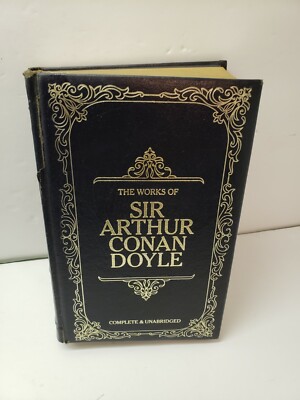 THE WORKS OF
SIR
ARTHUR
CONAN
DOYLE
COMPLETE & UNABRIDGED